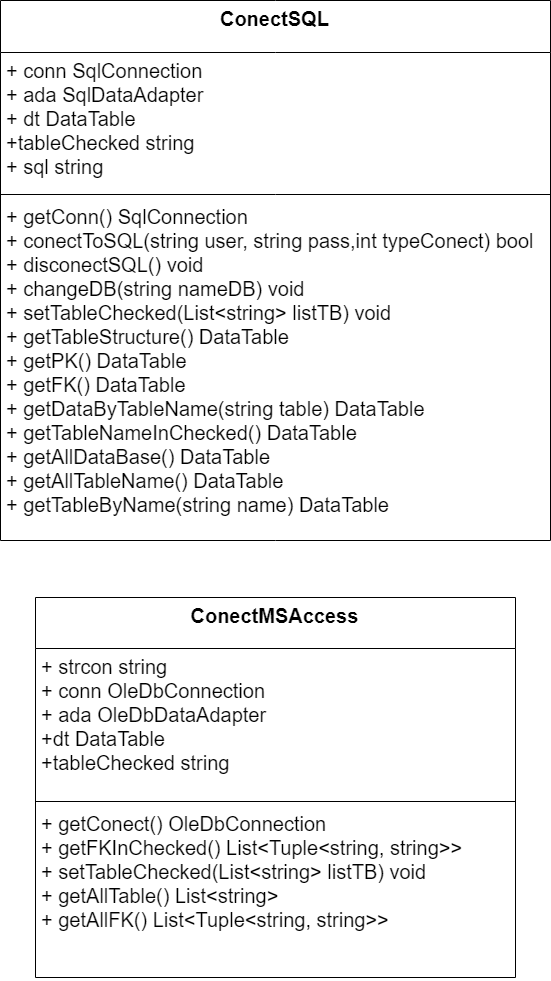 ConectSQL
+ conn SqlConnection
+ ada SqlDataAdapter
+ dt DataTable
+tableChecked string
+ sql string
+ getConn() SqlConnection
+ conectToSQL(string user, string pass,int typeConect) bool
+ disconectSQL() void
+ changeDB(string nameDB) void
+ setTableChecked(List<string> listTB) void
+ getTableStructure() DataTable
+ getPK() DataTable
+ getFK() DataTable
+ getDataByTableName(string table) DataTable
+ getTableNameInChecked() DataTable
+ getAllDataBase() DataTable
+ getAllTableName() DataTable
+ getTableByName(string name) DataTable
ConectMSAccess
+ strcon string
+ conn OleDbConnection
+ ada OleDbDataAdapter
+dt DataTable
+tableChecked string
+ getConect() OleDbConnection
+ getFKInChecked() List<Tuple<string, string>>
+ setTableChecked(List<string> listTB) void
+ getAllTable() List<string>
+ getAllFK() List<Tuple<string, string>>